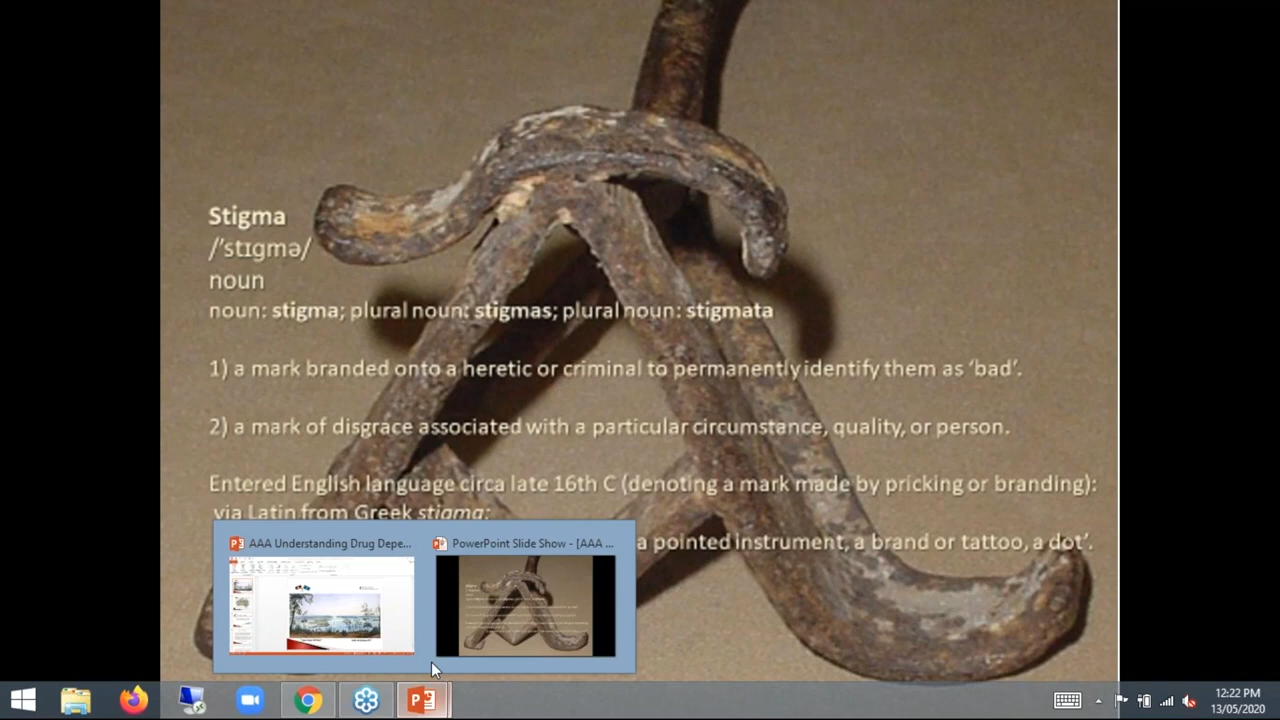 Stigma
/'stɪgmə/
noun
noun: stigma; plural noun: stigmas; plural noun: stigmata
1) a mark branded onto a heretic or criminal to permanently identify them as ‘bad’.
2) a mark of disgrace associated with a particular circumstance, quality, or person.
Entered English language circa late 16th C (denoting a mark made by pricking or branding):
via Latin from Greek stigma:
a pointed instrument, a brand or tattoo, a dot’.
AAA Understanding Drug Depe...
PowerPoint Slide Show - [AAA ...
12:22 PM
13/05/2020